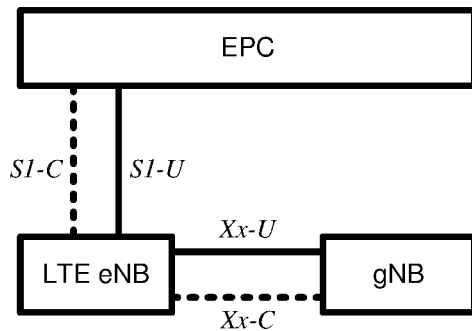 EPC
S1-C
S1-U
Xx-U
LTE eNB
gNB
Xx-C